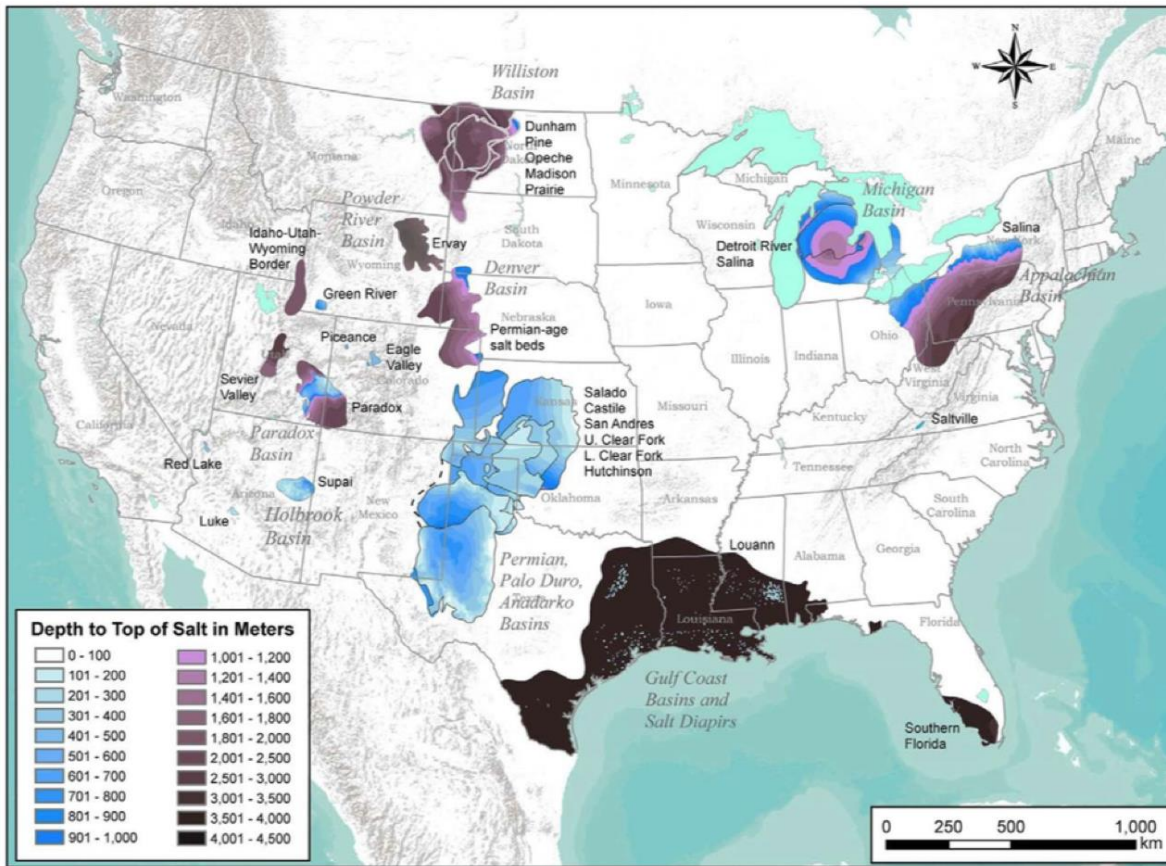 N
W
E
S
Williston
Basin
Washington
Montana
North
Dakota
Dunham
Pine
Opeche
Madison
Prairie
Minnesota
Michigan
Maine
Oregon
Idaho
Powder
River
Basin
Wisconsin
Michigan
Basin
Idaho-Utah-
Wyoming
Border
Ervay
South
Dakota
Wyoming
Detroit River
Salina
Salina
New York
Appalachian
Basin
Green River
Denver
Basin
Nebraska
Iowa
Pennsylvania
Nevada
Utah
Piceance
Eagle
Valley
Colorado
Permian-age
salt beds
Illinois
Indiana
Ohio
West
Virginia
Virginia
Sevier
Valley
Paradox
Kansas
Salado
Castile
San Andres
U. Clear Fork
L. Clear Fork
Hutchinson
Missouri
Kentucky
Saltville
California
Paradox
Basin
Red Lake
Tennessee
North
Carolina
Arizona
Supai
New
Mexico
Oklahoma
Arkansas
South
Carolina
Luke
Holbrook
Basin
Louann
Alabama
Georgia
Permian,
Palo Duro,
Anadarko
Basins
Texas
Louisiana
Florida
Gulf Coast
Basins and
Salt Diapirs
Southern
Florida
Depth to Top of Salt in Meters
0 - 100
101 - 200
201 - 300
301 - 400
401 - 500
501 - 600
601 - 700
701 - 800
801 - 900
901 - 1,000
1,001 - 1,200
1,201 - 1,400
1,401 - 1,600
1,601 - 1,800
1,801 - 2,000
2,001 - 2,500
2,501 - 3,000
3,001 - 3,500
3,501 - 4,000
4,001 - 4,500
0 250 500 1,000
km